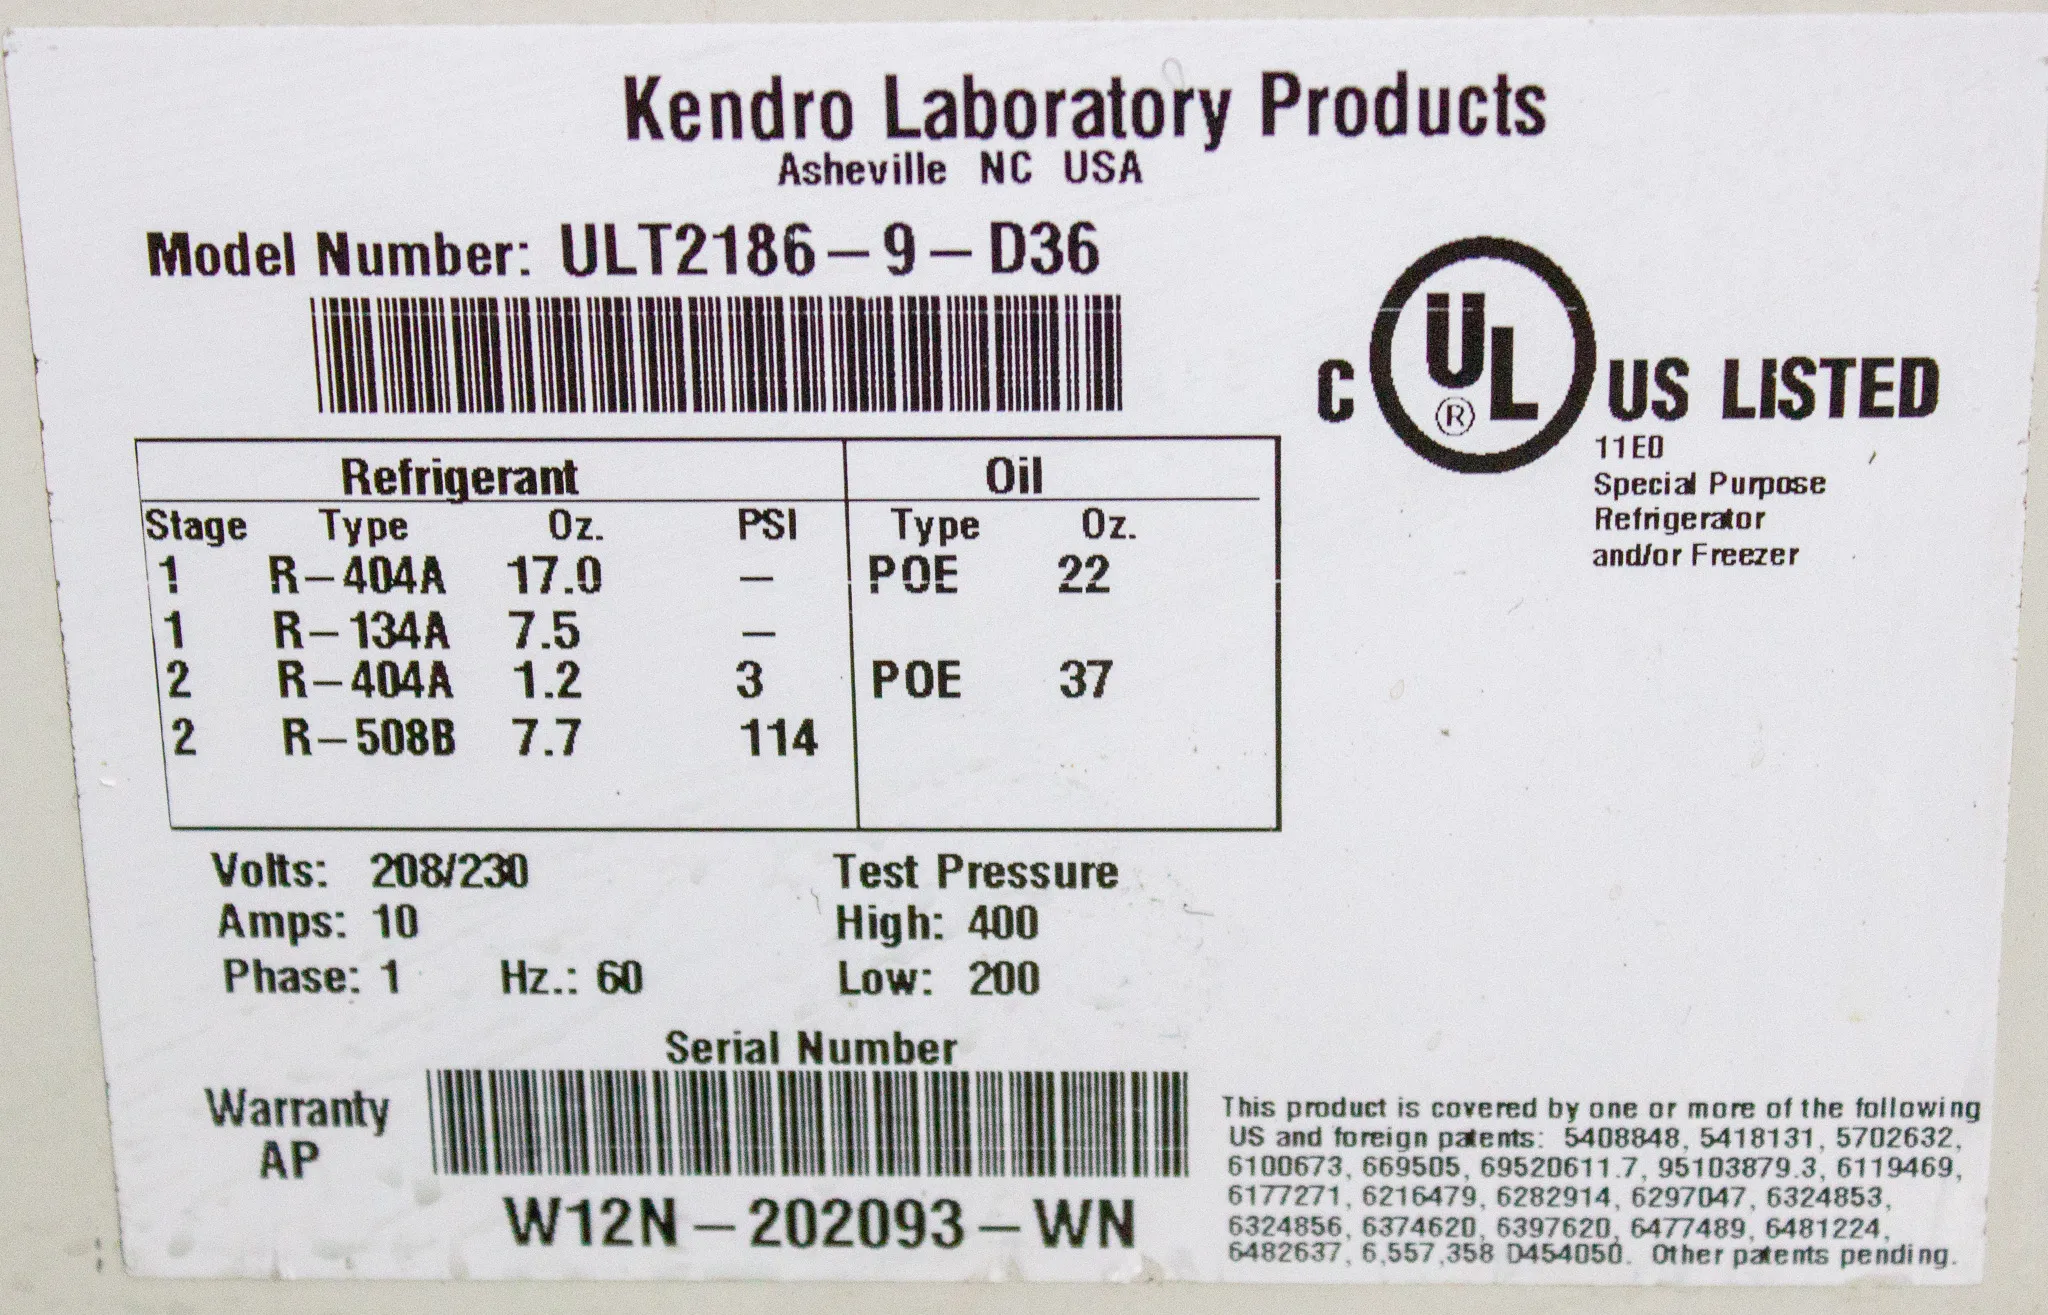 Kendro Laboratory Products
Asheville NC USA
Model Number: ULT2186-9-D36
C UL ® US LISTED
11E0
Special Purpose
Refrigerator
and/or Freezer
Refrigerant Oil
Stage Type Oz. PSI Type Oz.
1 R-404A 17.0 - POE 22
1 R-134A 7.5 -
2 R-404A 1.2 3 POE 37
2 R-508B 7.7 114
Volts: 208/230 Test Pressure
Amps: 10 High: 400
Phase: 1 Hz.: 60 Low: 200
Serial Number
Warranty
AP
W12N-202093-WN
This product is covered by one or more of the following
US and foreign patents: 5408848, 5418131, 5702632,
6100673, 669505, 69520611.7, 95103879.3, 6119469,
6177271, 6216479, 6282914, 6297047, 6324853,
6324856, 6374620, 6397620, 6477489, 6481224,
6482637, 6,557,358 D454050. Other patents pending.